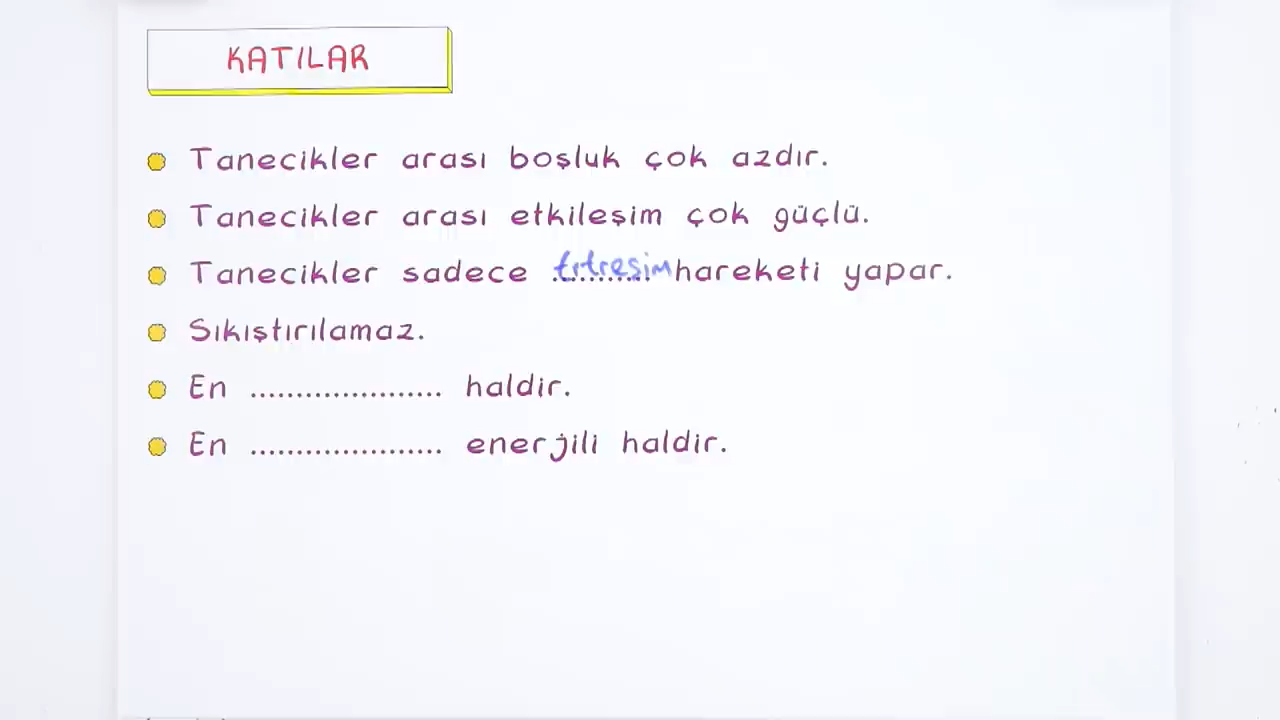 KATILAR
Tanecikler arası boşluk çok azdır.
Tanecikler arası etkileşim çok güçlü.
Tanecikler sadece titreşim hareketi yapar.
Sıkıştırılamaz.
En ..................... haldir.
En ..................... enerjili haldir.